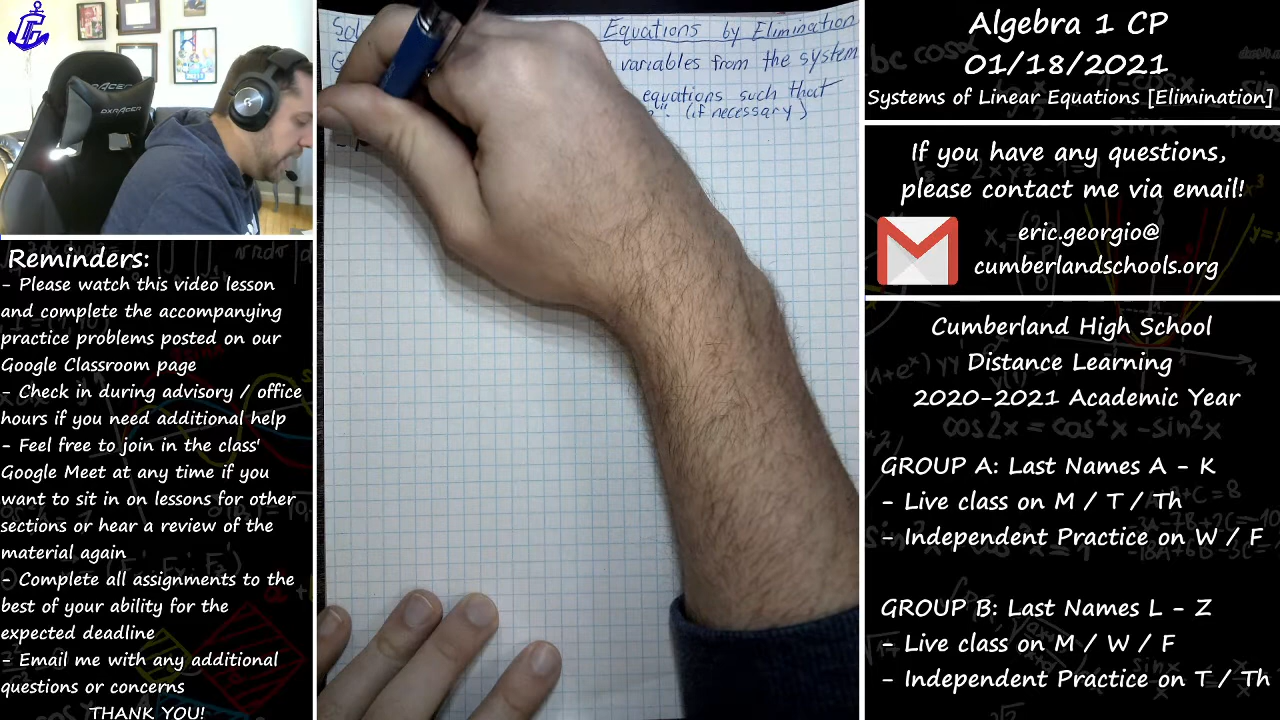 Sol Equations by Elimination
variables from the system
equations such that
(if necessary)
Algebra 1 CP
01/18/2021
Systems of Linear Equations [Elimination]
If you have any questions,
please contact me via email!
eric.georgio@
cumberlandschools.org
Reminders:
- Please watch this video lesson
and complete the accompanying
practice problems posted on our
Google Classroom page
- Check in during advisory / office
hours if you need additional help
- Feel free to join in the class'
Google Meet at any time if you
want to sit in on lessons for other
sections or hear a review of the
material again
- Complete all assignments to the
best of your ability for the
expected deadline
- Email me with any additional
questions or concerns
THANK YOU!
Cumberland High School
Distance Learning
2020-2021 Academic Year
cos2x = cos²x -sin²x
GROUP A: Last Names A - K
- Live class on M / T / Th
- Independent Practice on W / F
GROUP B: Last Names L - Z
- Live class on M / W / F
- Independent Practice on T / Th